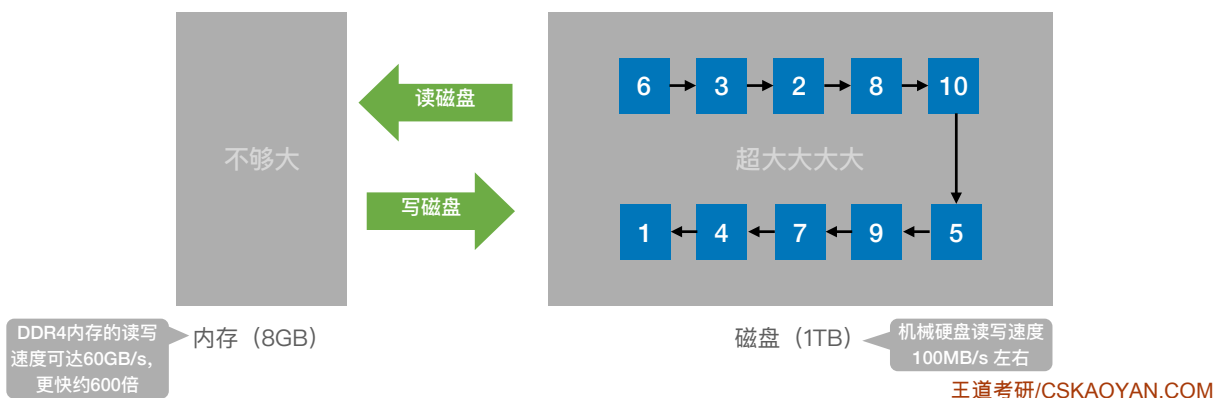 6 3 2 8 10
读磁盘
不够大
超大大大大
写磁盘
1 4 7 9 5
DDR4内存的读写
速度可达60GB/s，
更快约600倍
内存（8GB）
磁盘（1TB）
机械硬盘读写速度
100MB/s 左右
王道考研/CSKAOYAN.COM